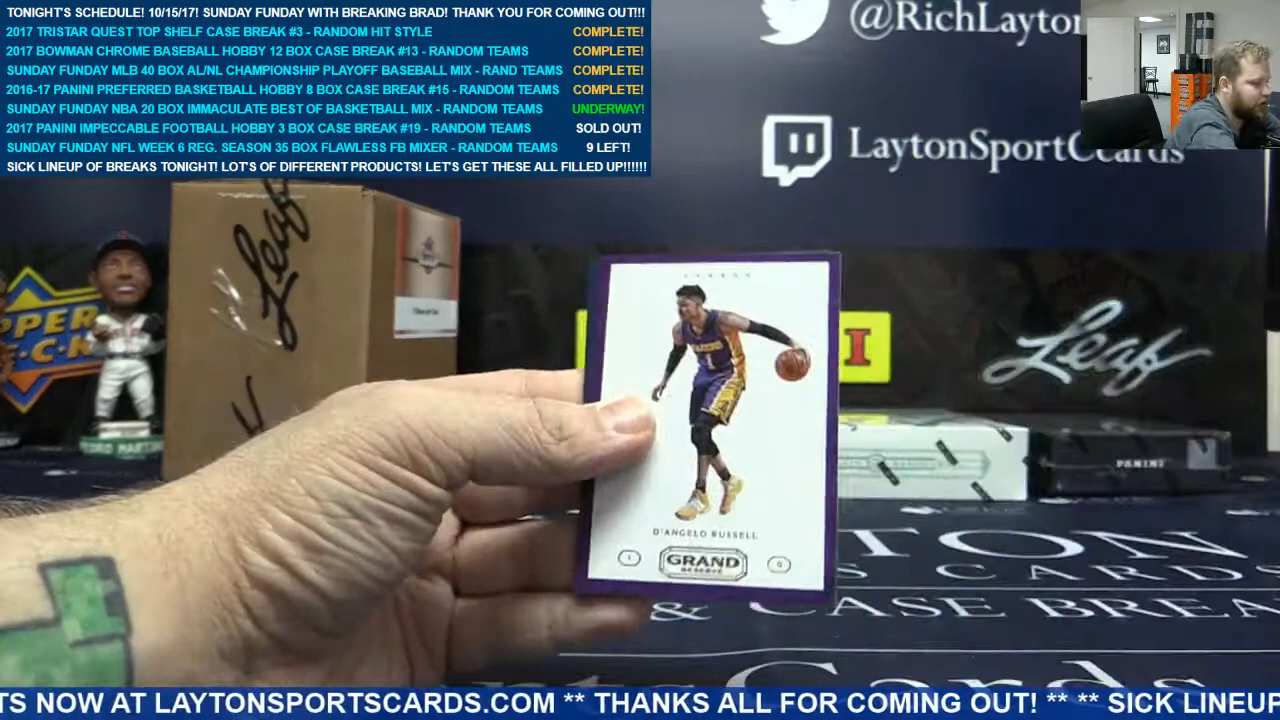 TONIGHT'S SCHEDULE! 10/15/17! SUNDAY FUNDAY WITH BREAKING BRAD! THANK YOU FOR COMING OUT!!!
2017 TRISTAR QUEST TOP SHELF CASE BREAK #3 - RANDOM HIT STYLE COMPLETE!
2017 BOWMAN CHROME BASEBALL HOBBY 12 BOX CASE BREAK #13 - RANDOM TEAMS COMPLETE!
SUNDAY FUNDAY MLB 40 BOX AL/NL CHAMPIONSHIP PLAYOFF BASEBALL MIX - RAND TEAMS COMPLETE!
2016-17 PANINI PREFERRED BASKETBALL HOBBY 8 BOX CASE BREAK #15 - RANDOM TEAMS COMPLETE!
SUNDAY FUNDAY NBA 20 BOX IMMACULATE BEST OF BASKETBALL MIX - RANDOM TEAMS UNDERWAY!
2017 PANINI IMPECCABLE FOOTBALL HOBBY 3 BOX CASE BREAK #19 - RANDOM TEAMS SOLD OUT!
SUNDAY FUNDAY NFL WEEK 6 REG. SEASON 35 BOX FLAWLESS FB MIXER - RANDOM TEAMS 9 LEFT!
SICK LINEUP OF BREAKS TONIGHT! LOT'S OF DIFFERENT PRODUCTS! LET'S GET THESE ALL FILLED UP!!!!!!
@RichLayton
LaytonSportCcards
Leaf
PPER
C·K
PEDRO MARTIN
I
Leaf
PANINI
LAKERS
1
D'ANGELO RUSSELL
GRAND
RESERVE
TON
S CARDS
& CASE BREA
TS NOW AT LAYTONSPORTSCARDS.COM ** THANKS ALL FOR COMING OUT! ** ** SICK LINEUP